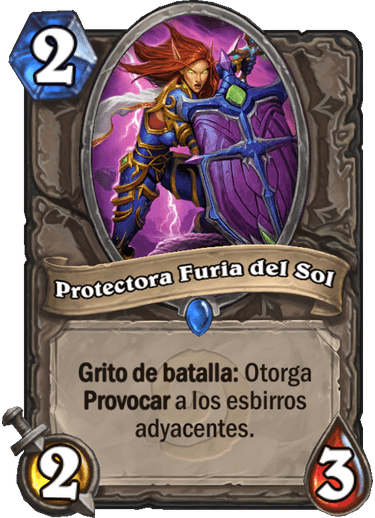 2
Protectora Furia del Sol
Grito de batalla: Otorga
Provocar a los esbirros
adyacentes.
2
3